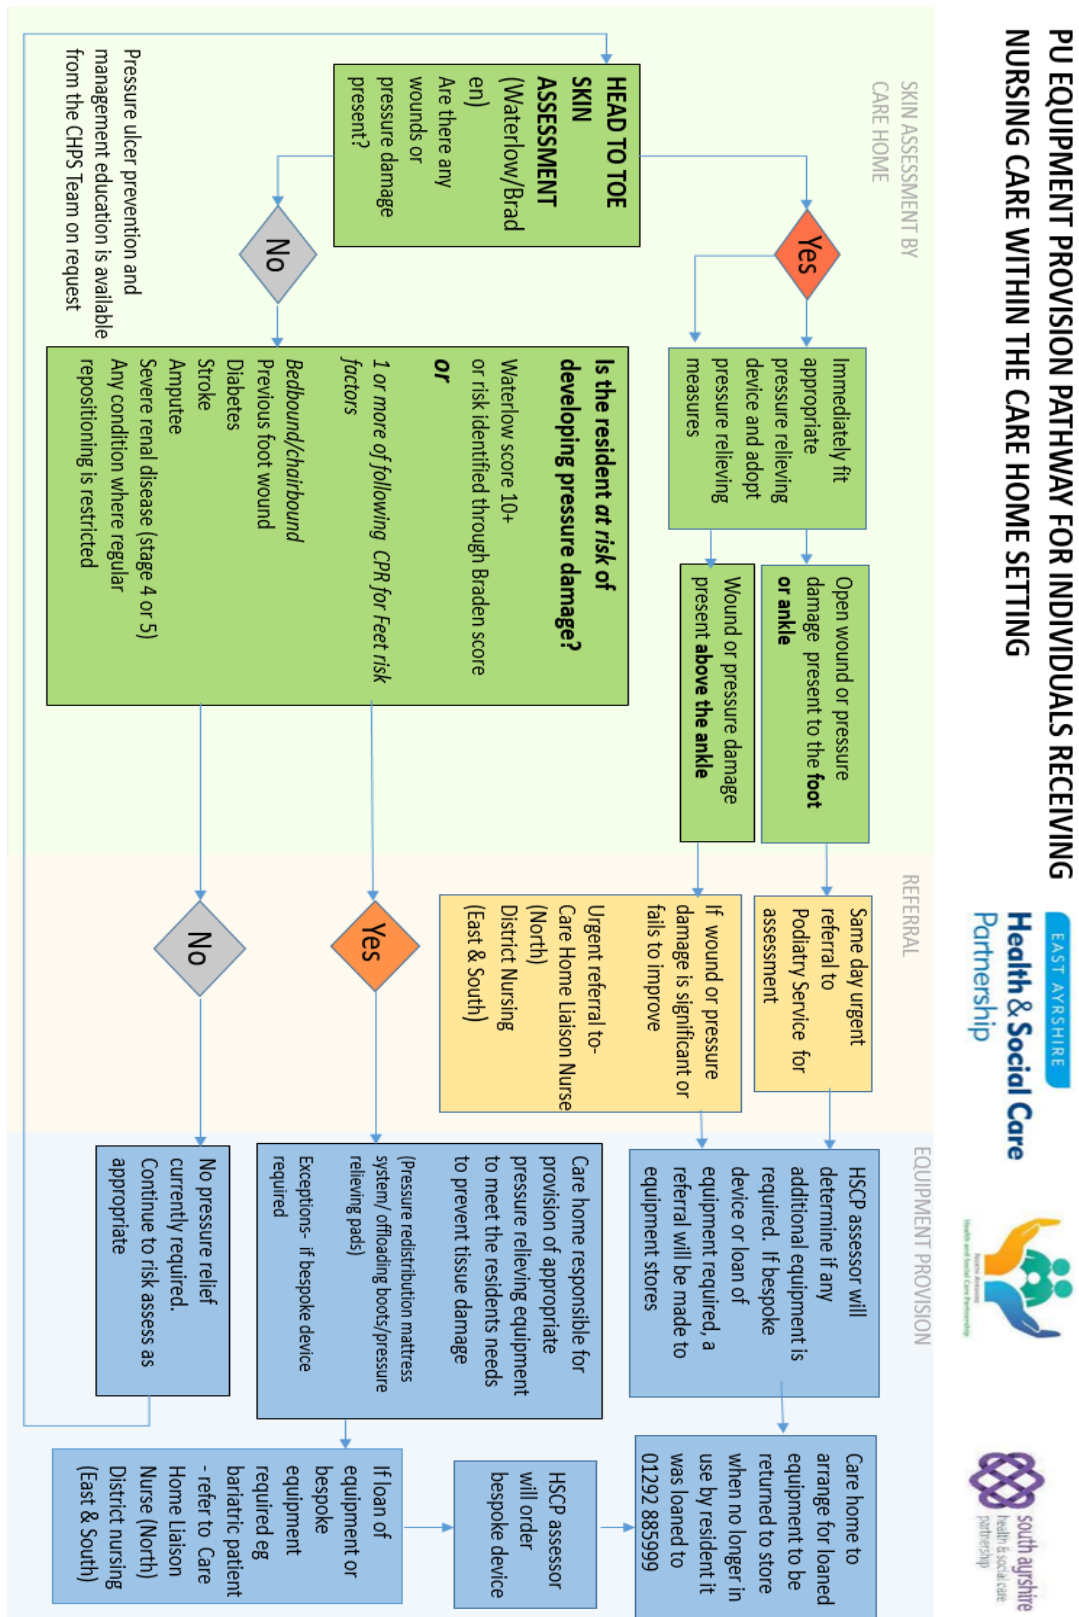 PU EQUIPMENT PROVISION PATHWAY FOR INDIVIDUALS RECEIVING
NURSING CARE WITHIN THE CARE HOME SETTING
EAST AYRSHIRE
Health & Social Care
Partnership
North Ayrshire
Health and Social Care Partnership
south ayrshire
health & social care
partnership
SKIN ASSESSMENT BY
CARE HOME
REFERRAL
EQUIPMENT PROVISION
HEAD TO TOE
SKIN
ASSESSMENT
(Waterlow/Brad
en)
Are there any
wounds or
pressure damage
present?
Yes
Immediately fit
appropriate
pressure relieving
device and adopt
pressure relieving
measures
Open wound or pressure
damage present to the foot
or ankle
Same day urgent
referral to
Podiatry Service for
assessment
Wound or pressure damage
present above the ankle
If wound or pressure
damage is significant or
fails to improve
Urgent referral to-
Care Home Liaison Nurse
(North)
District Nursing
(East & South)
HSCP assessor will
determine if any
additional equipment is
required. If bespoke
device or loan of
equipment required, a
referral will be made to
equipment stores
Care home to
arrange for loaned
equipment to be
returned to store
when no longer in
use by resident it
was loaned to
01292 885999
No
Is the resident at risk of
developing pressure damage?
Waterlow score 10+
or risk identified through Braden score
or
1 or more of following CPR for Feet risk
factors
Bedbound/chairbound
Previous foot wound
Diabetes
Stroke
Amputee
Severe renal disease (stage 4 or 5)
Any condition where regular
repositioning is restricted
Yes
Care home responsible for
provision of appropriate
pressure relieving equipment
to meet the residents needs
to prevent tissue damage
(Pressure redistribution mattress
system/ offloading boots/pressure
relieving pads)
Exceptions- if bespoke device
required
HSCP assessor
will order
bespoke device
If loan of
equipment or
bespoke
equipment
required eg
bariatric patient
- refer to Care
Home Liaison
Nurse (North)
District nursing
(East & South)
No
No pressure relief
currently required.
Continue to risk assess as
appropriate
Pressure ulcer prevention and
management education is available
from the CHPS Team on request